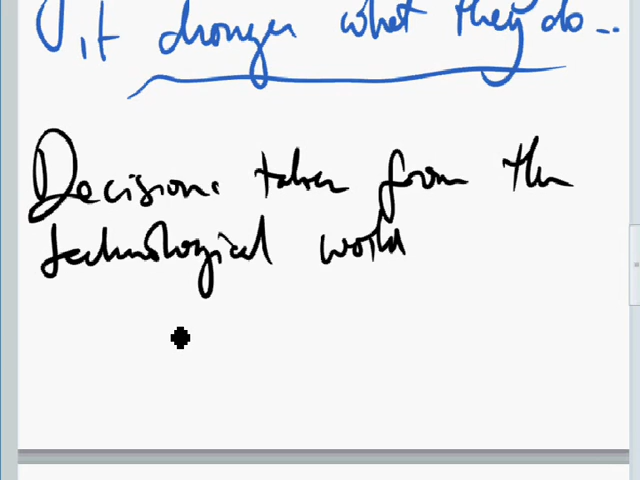 , it changes what they do...
Decisions taken from the
technological world